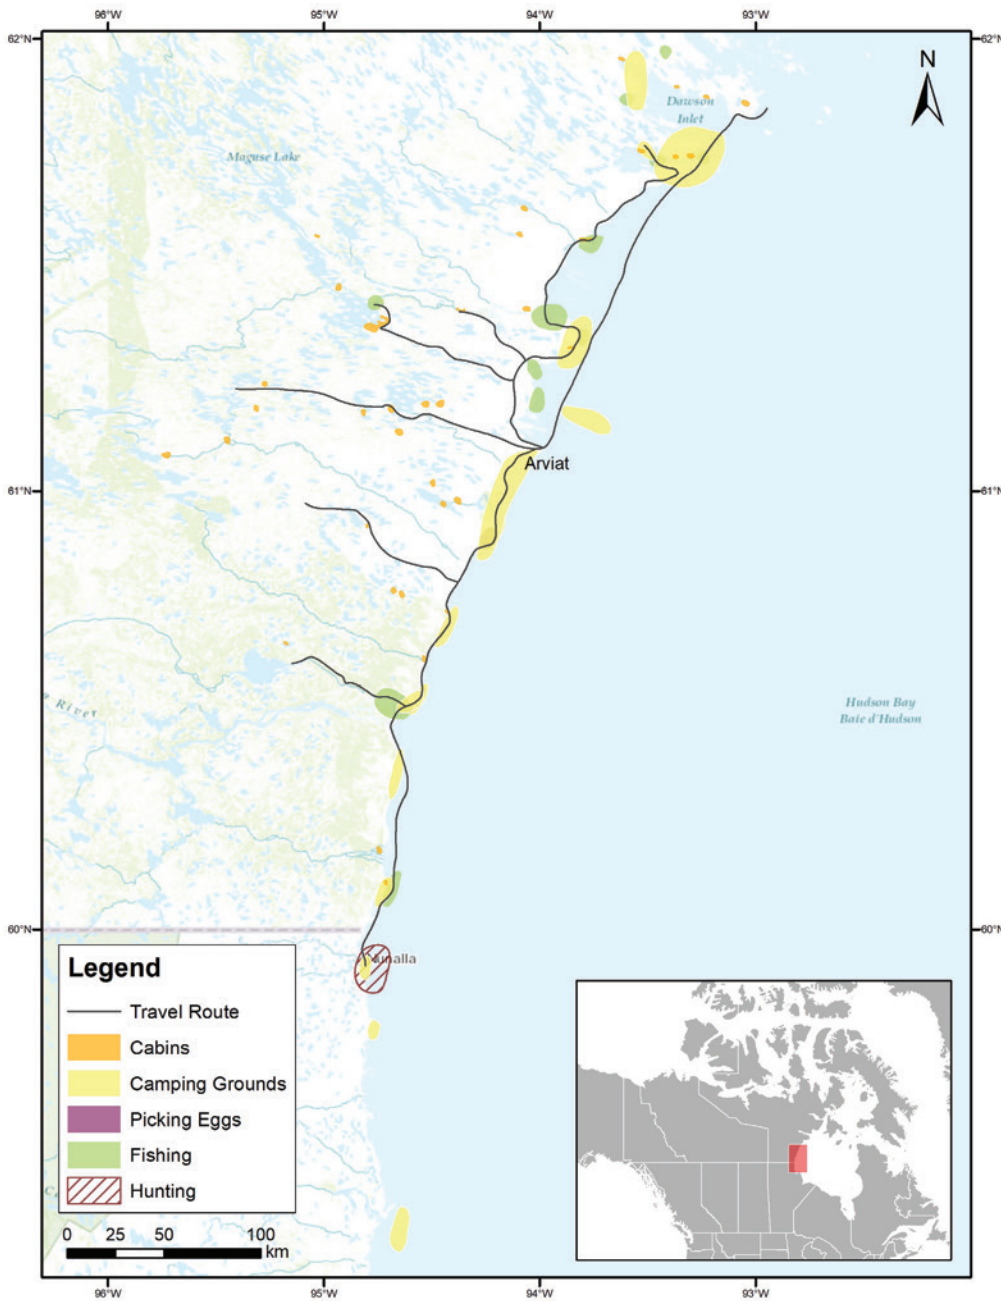 96°W 95°W 94°W 93°W
62°N 62°N
N
Dawson
Inlet
Maguse Lake
Arviat
61°N 61°N
Hudson Bay
Baie d'Hudson
River
60°N 60°N
Nunalla
Legend
Travel Route
Cabins
Camping Grounds
Picking Eggs
Fishing
Hunting
0 25 50 100
km
96°W 95°W 94°W 93°W